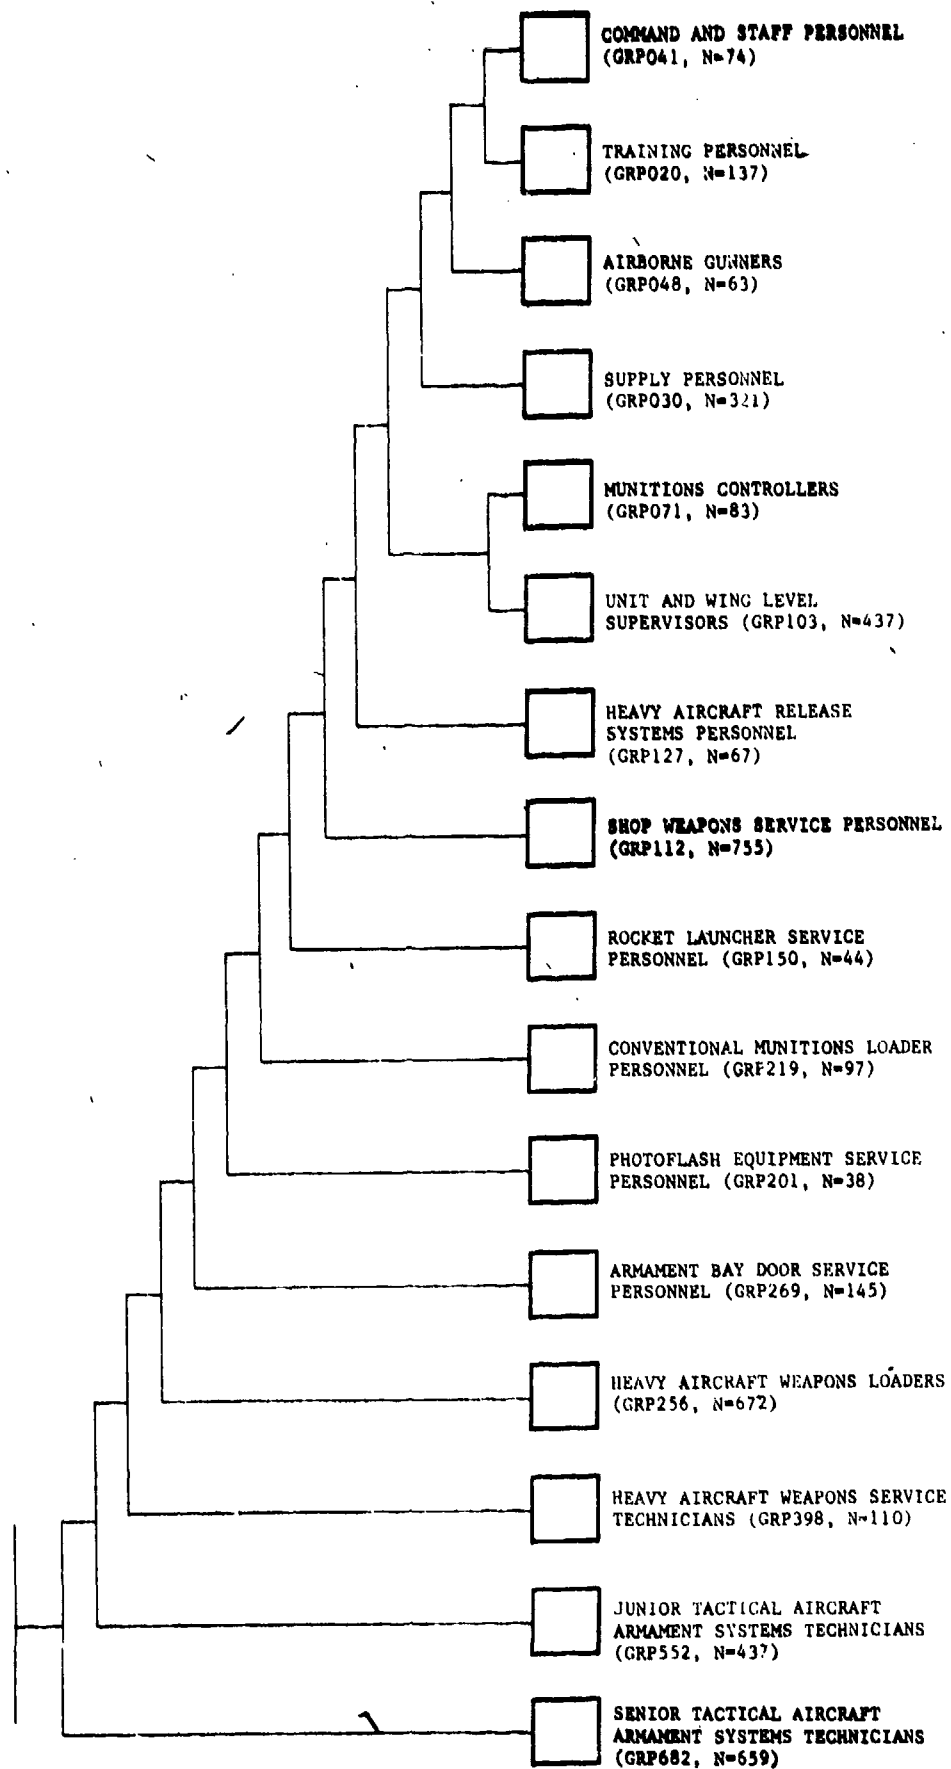 COMMAND AND STAFF PERSONNEL
(GRP041, N=74)
TRAINING PERSONNEL
(GRP020, N=137)
AIRBORNE GUNNERS
(GRP048, N=63)
SUPPLY PERSONNEL
(GRP030, N=321)
MUNITIONS CONTROLLERS
(GRP071, N=83)
UNIT AND WING LEVEL
SUPERVISORS (GRP103, N=437)
HEAVY AIRCRAFT RELEASE
SYSTEMS PERSONNEL
(GRP127, N=67)
SHOP WEAPONS SERVICE PERSONNEL
(GRP112, N=755)
ROCKET LAUNCHER SERVICE
PERSONNEL (GRP150, N=44)
CONVENTIONAL MUNITIONS LOADER
PERSONNEL (GRP219, N=97)
PHOTOFLASH EQUIPMENT SERVICE
PERSONNEL (GRP201, N=38)
ARMAMENT BAY DOOR SERVICE
PERSONNEL (GRP269, N=145)
HEAVY AIRCRAFT WEAPONS LOADERS
(GRP256, N=672)
HEAVY AIRCRAFT WEAPONS SERVICE
TECHNICIANS (GRP398, N=110)
JUNIOR TACTICAL AIRCRAFT
ARMAMENT SYSTEMS TECHNICIANS
(GRP552,
SENIOR TACTICAL AIRCRAFT
ARMAMENT SYSTEMS TECHNICIANS
(GRP682, N=659)